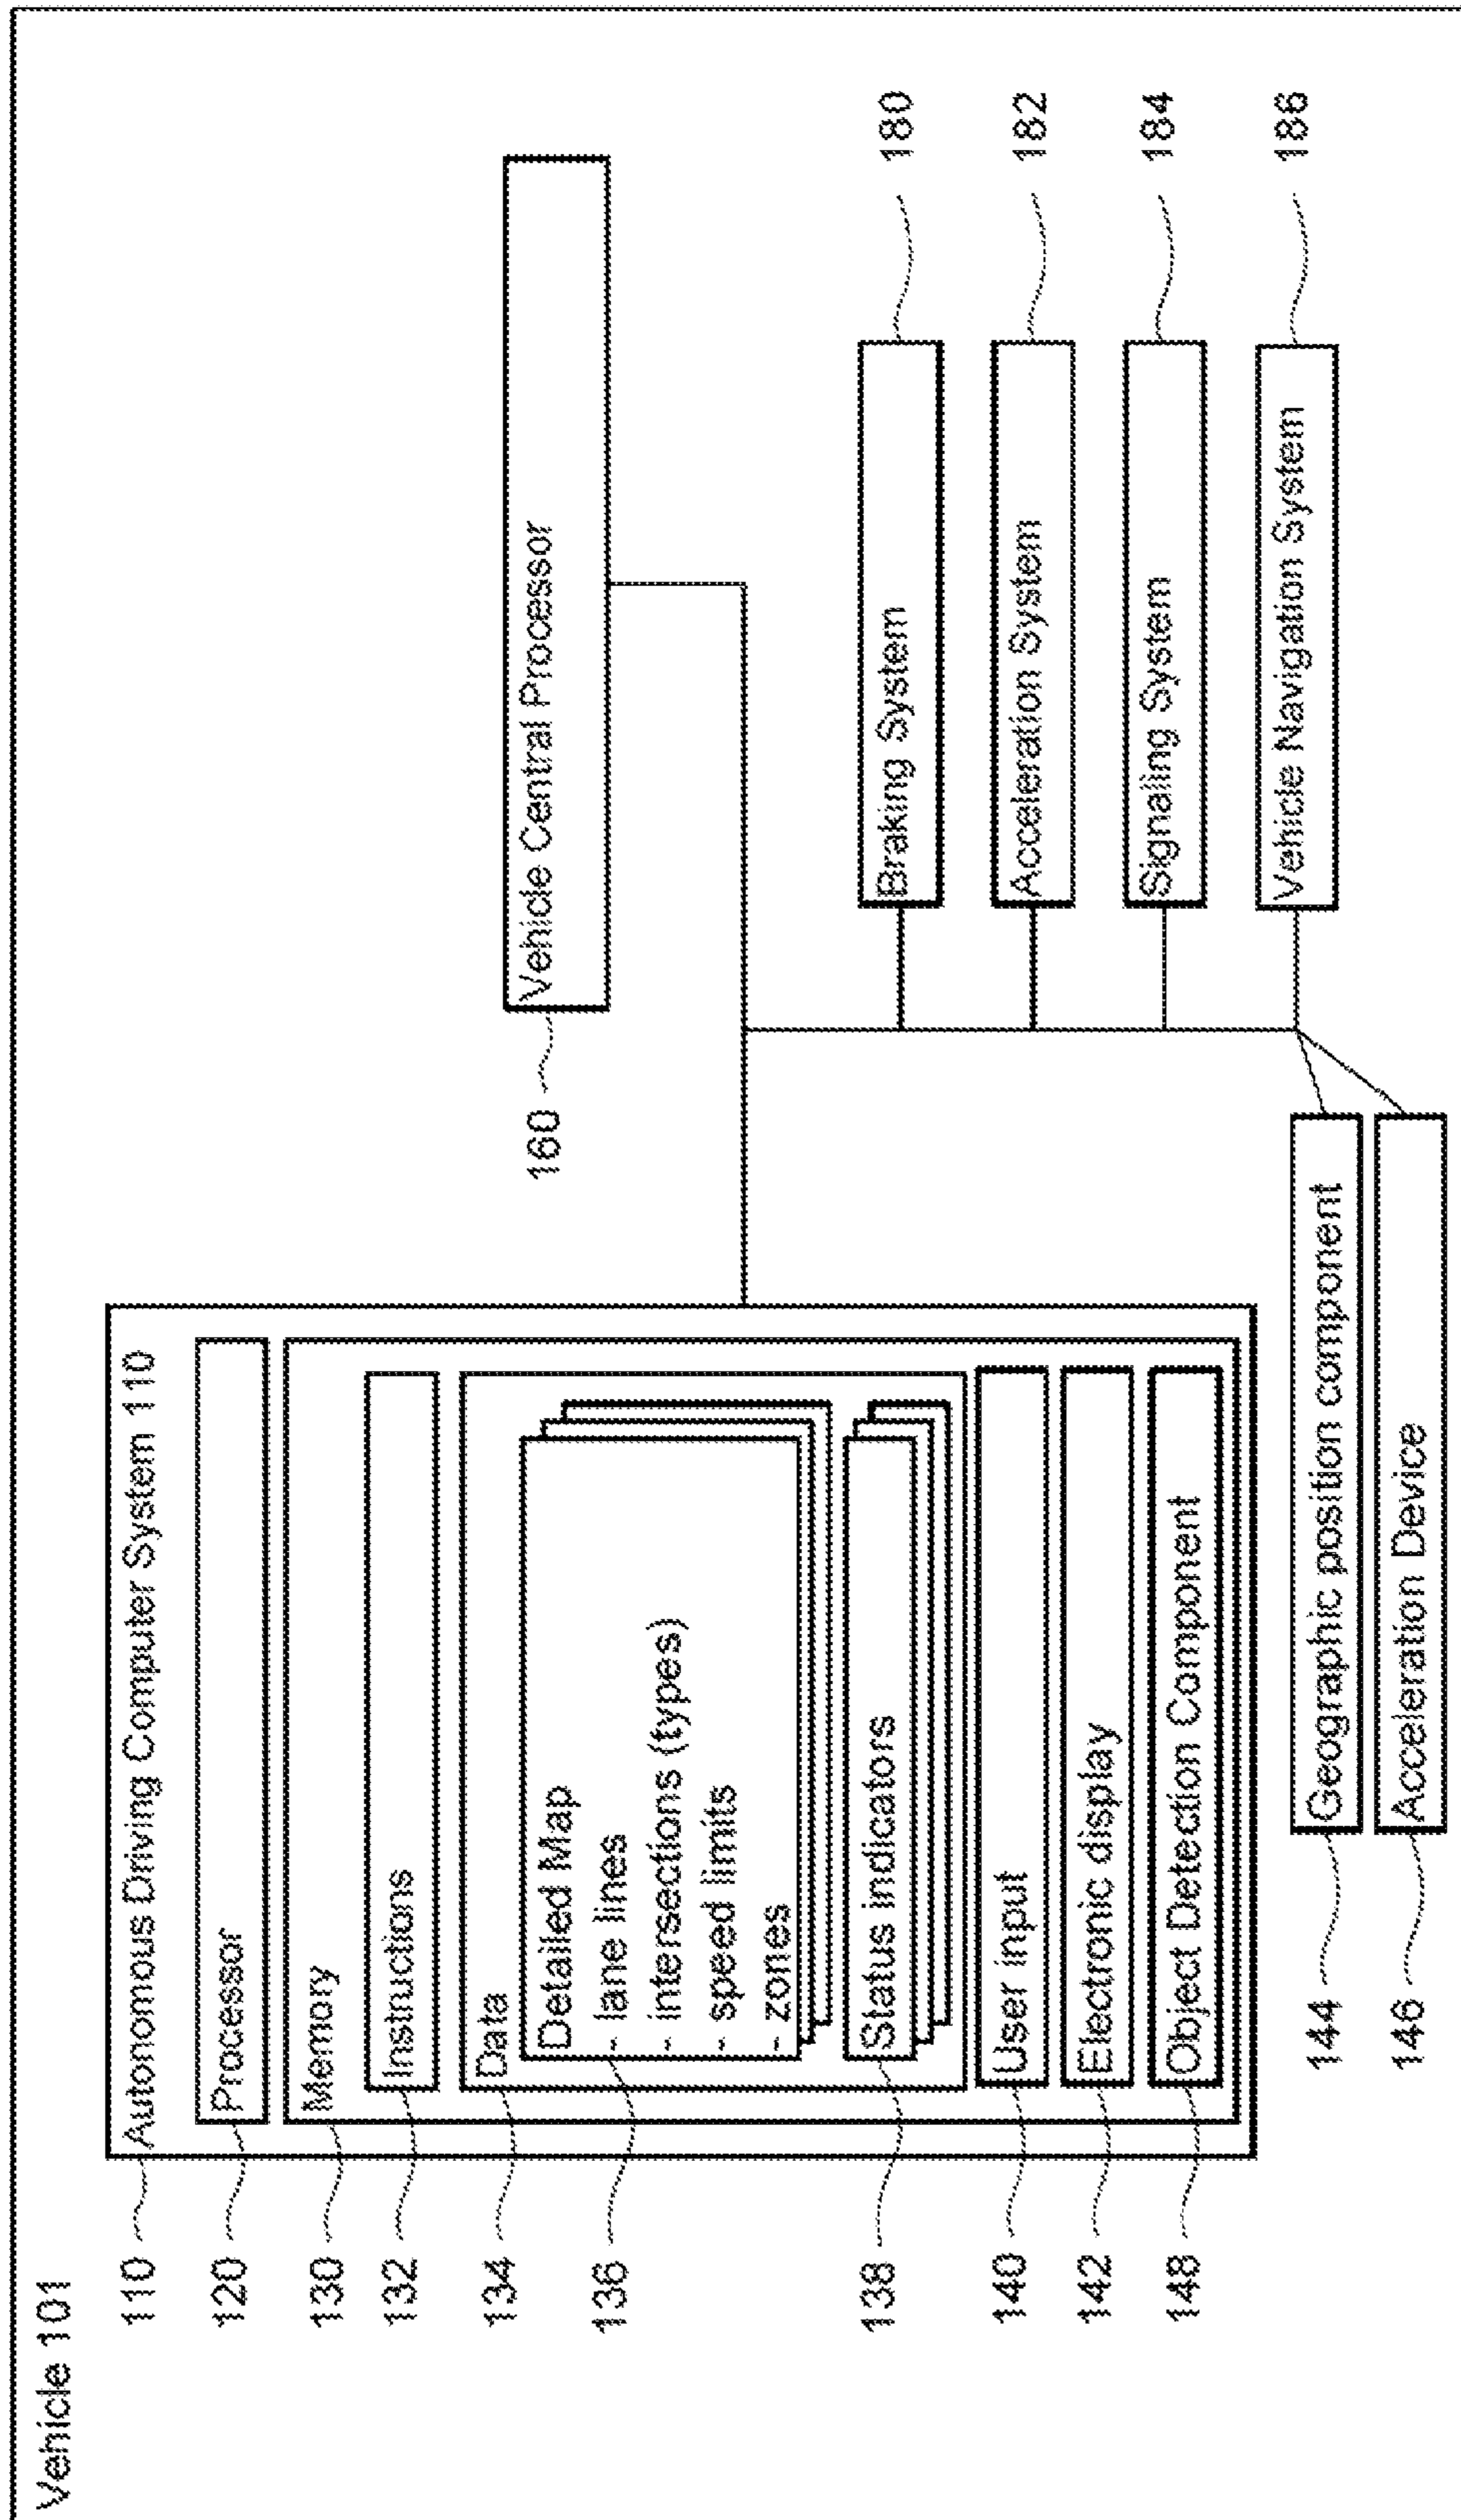 Vehicle 101
110
Autonomous Driving Computer System 110
120
Processor
130
Memory
132
Instructions
134
Data
136
Detailed Map
- lane lines
- intersections (types)
- speed limits
- zones
138
Status indicators
140
User input
142
Electronic display
148
Object Detection Component
144
Geographic position component
146
Acceleration Device
160
Vehicle Central Processor
Braking System
180
Acceleration System
182
Signaling System
184
Vehicle Navigation System
186